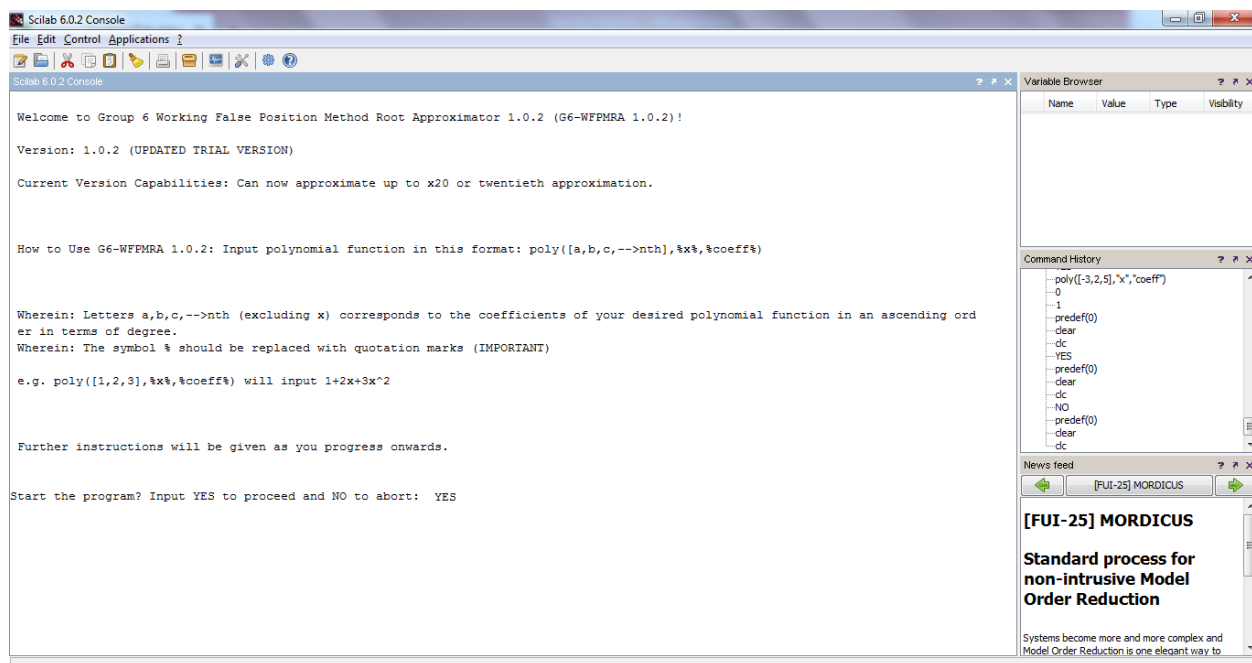 Scilab 6.0.2 Console
File Edit Control Applications ?
Scilab 6.0.2 Console
Welcome to Group 6 Working False Position Method Root Approximator 1.0.2 (G6-WFPMRA 1.0.2)!
Version: 1.0.2 (UPDATED TRIAL VERSION)
Current Version Capabilities: Can now approximate up to x20 or twentieth approximation.
How to Use G6-WFPMRA 1.0.2: Input polynomial function in this format: poly([a,b,c,-->nth],%x%,%coeff%)
Wherein: Letters a,b,c,-->nth (excluding x) corresponds to the coefficients of your desired polynomial function in an ascending ord
er in terms of degree.
Wherein: The symbol % should be replaced with quotation marks (IMPORTANT)
e.g. poly([1,2,3],%x%,%coeff%) will input 1+2x+3x^2
Further instructions will be given as you progress onwards.
Start the program? Input YES to proceed and NO to abort: YES
Variable Browser
Name Value Type Visibility
Command History
poly([-3,2,5],"x","coeff")
0
1
predef(0)
clear
clc
YES
predef(0)
clear
clc
NO
predef(0)
clear
clc
News feed
[FUI-25] MORDICUS
[FUI-25] MORDICUS
Standard process for
non-intrusive Model
Order Reduction
Systems become more and more complex and
Model Order Reduction is one elegant way to